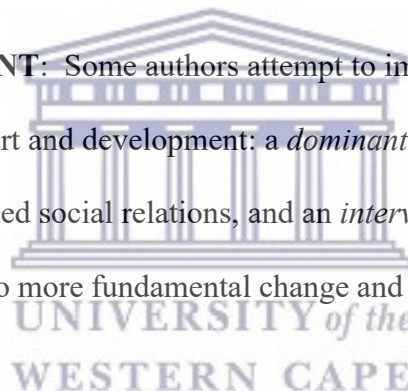 NT: Some authors attempt to im
rt and development: a dominant
ed social relations, and an interv
o more fundamental change and
UNIVERSITY of the
WESTERN CAPE